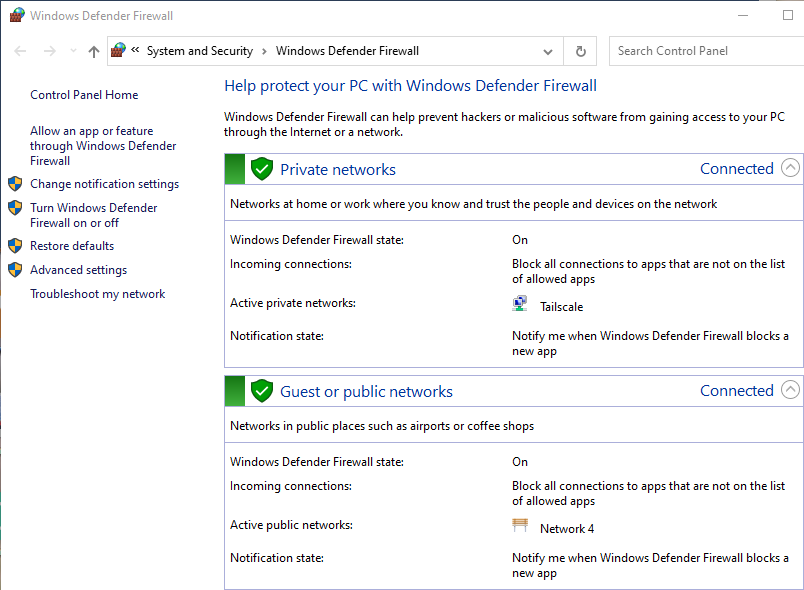 Windows Defender Firewall
« System and Security › Windows Defender Firewall
Search Control Panel
Control Panel Home
Allow an app or feature
through Windows Defender
Firewall
Change notification settings
Turn Windows Defender
Firewall on or off
Restore defaults
Advanced settings
Troubleshoot my network
Help protect your PC with Windows Defender Firewall
Windows Defender Firewall can help prevent hackers or malicious software from gaining access to your PC
through the Internet or a network.
Private networks Connected
Networks at home or work where you know and trust the people and devices on the network
Windows Defender Firewall state: On
Incoming connections: Block all connections to apps that are not on the list
of allowed apps
Active private networks: Tailscale
Notification state: Notify me when Windows Defender Firewall blocks a
new app
Guest or public networks Connected
Networks in public places such as airports or coffee shops
Windows Defender Firewall state: On
Incoming connections: Block all connections to apps that are not on the list
of allowed apps
Active public networks: Network 4
Notification state: Notify me when Windows Defender Firewall blocks a
new app